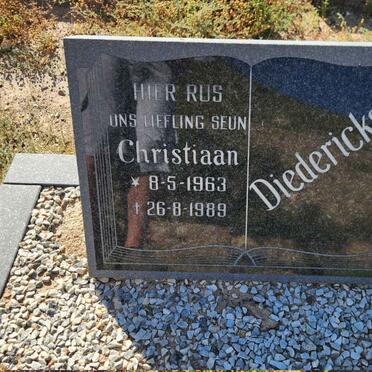 HIER RUS
ONS LIEFLING SEUN
Christiaan
* 8-5-1963
† 26-8-1989
Diedericks